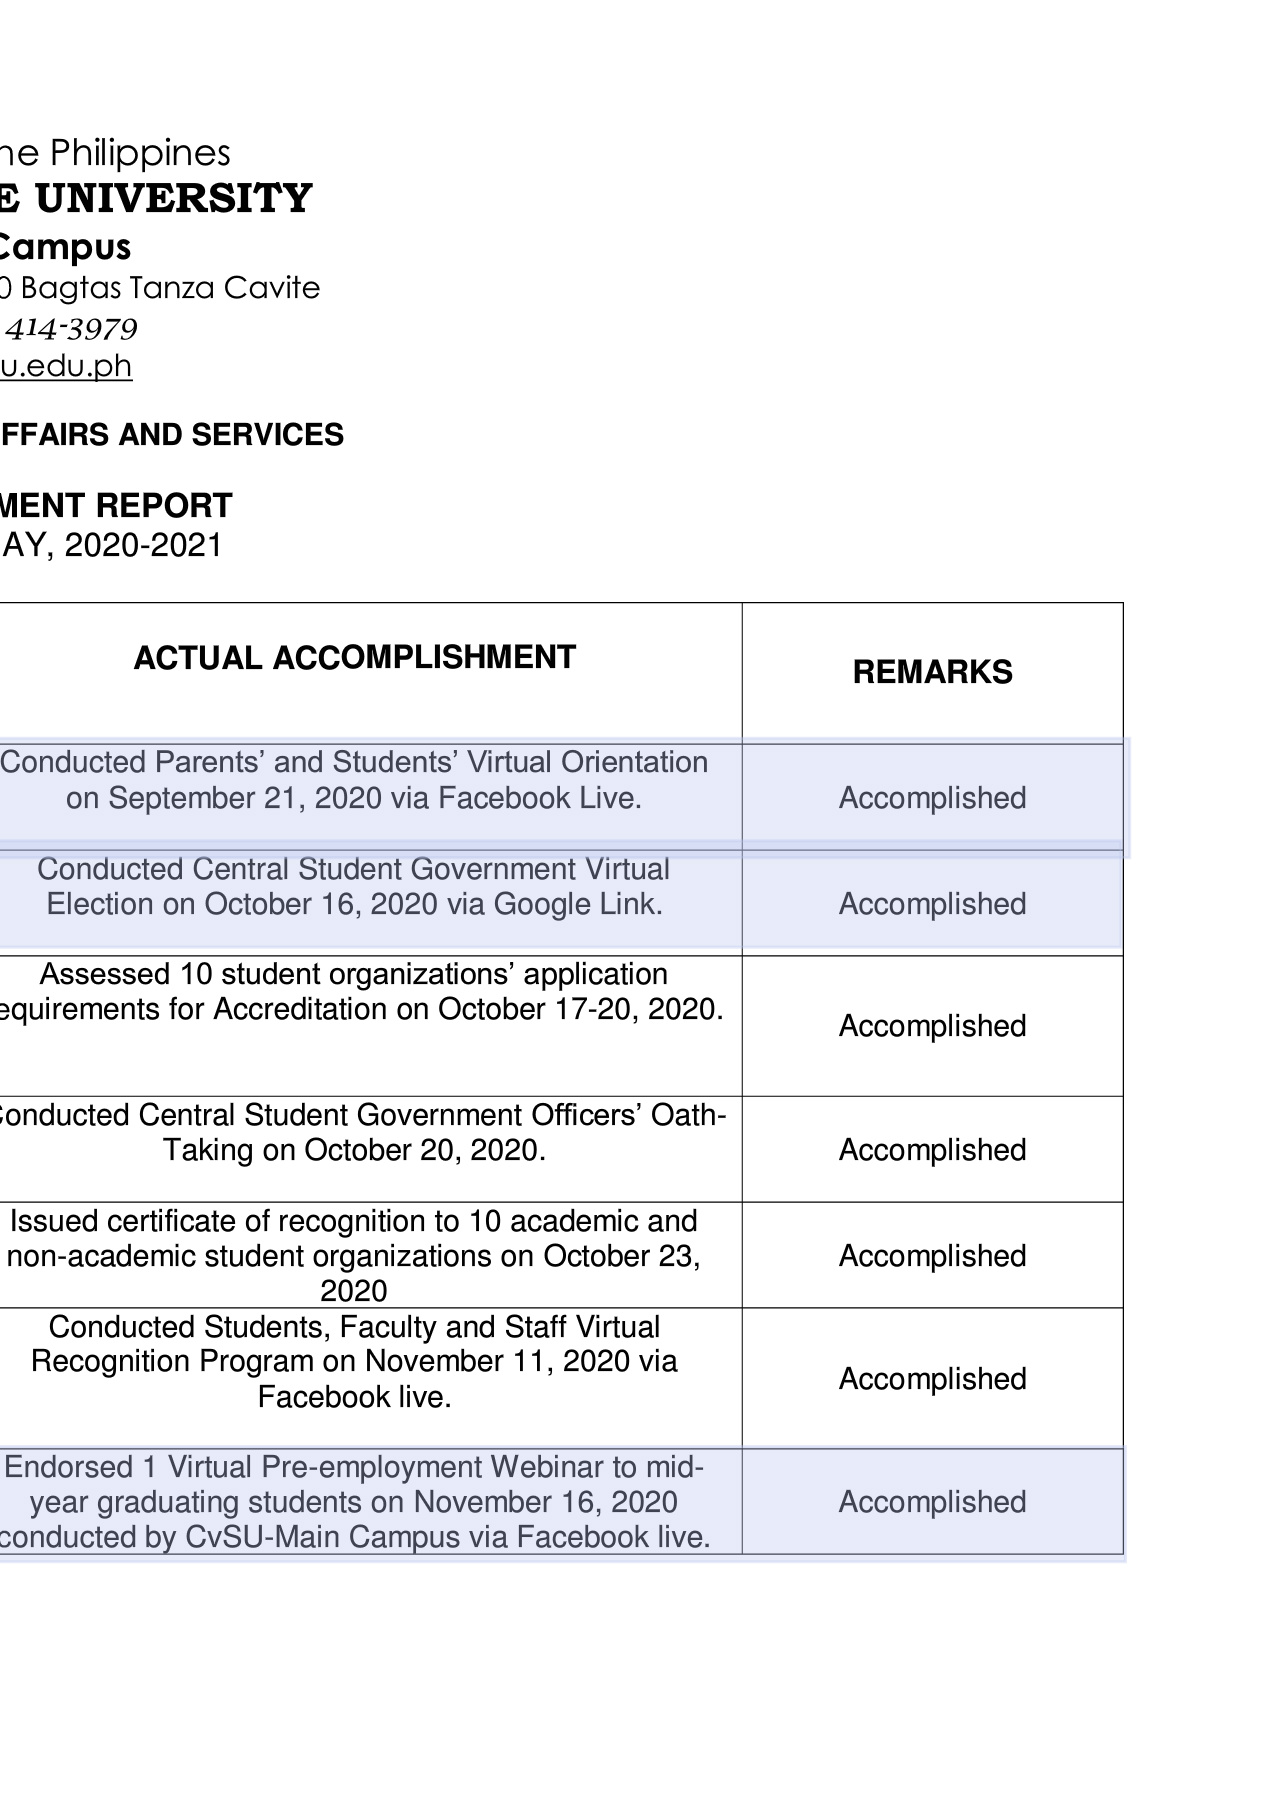 he Philippines
E UNIVERSITY
Campus
0 Bagtas Tanza Cavite
414-3979
u.edu.ph
FFAIRS AND SERVICES
MENT REPORT
AY, 2020-2021
ACTUAL ACCOMPLISHMENT
REMARKS
Conducted Parents’ and Students’ Virtual Orientation
on September 21, 2020 via Facebook Live.
Accomplished
Conducted Central Student Government Virtual
Election on October 16, 2020 via Google Link.
Accomplished
Assessed 10 student organizations’ application
equirements for Accreditation on October 17-20, 2020.
Accomplished
Conducted Central Student Government Officers’ Oath-
Taking on October 20, 2020.
Accomplished
Issued certificate of recognition to 10 academic and
non-academic student organizations on October 23,
2020
Accomplished
Conducted Students, Faculty and Staff Virtual
Recognition Program on November 11, 2020 via
Facebook live.
Accomplished
Endorsed 1 Virtual Pre-employment Webinar to mid-
year graduating students on November 16, 2020
conducted by CvSU-Main Campus via Facebook live.
Accomplished